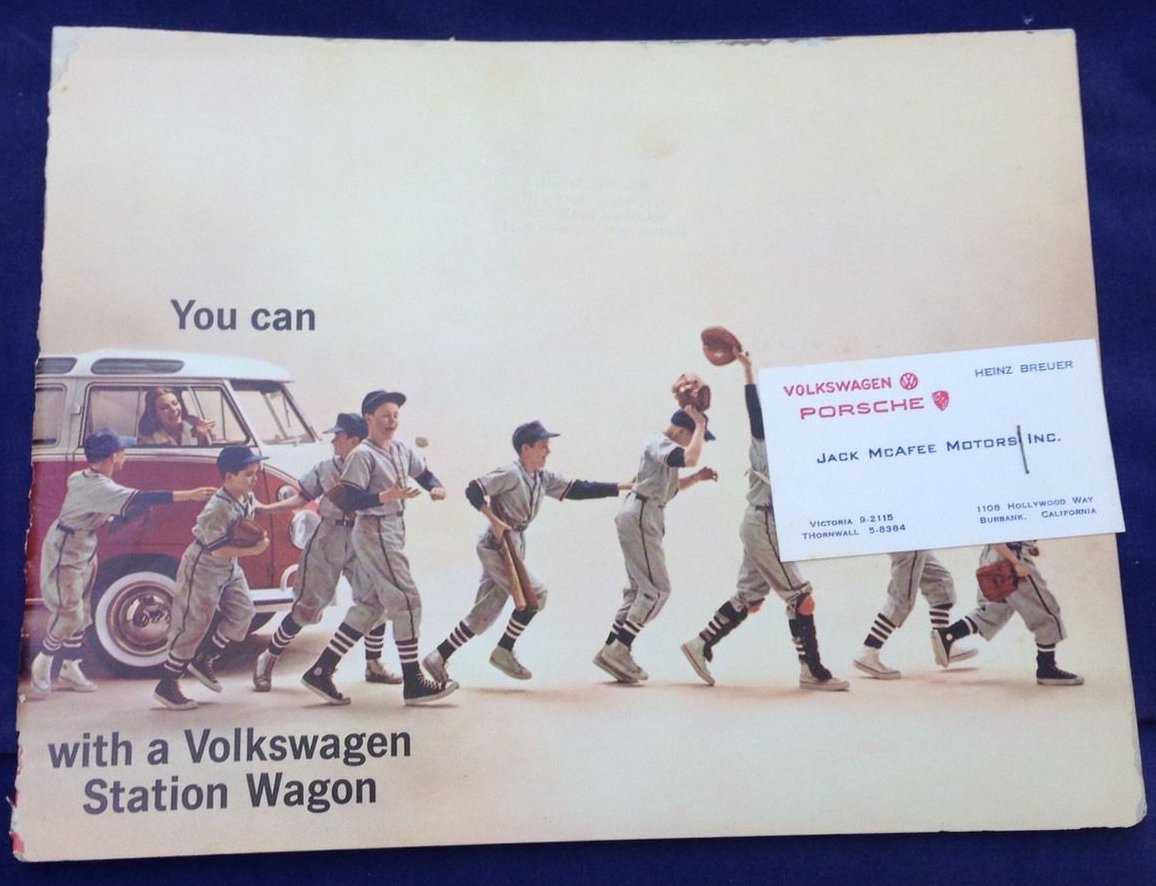 You can
with a Volkswagen
Station Wagon
VOLKSWAGEN
PORSCHE
HEINZ BREUER
JACK MCAFEE MOTORS INC.
VICTORIA 9-2115
THORNWALL 5-8384
1108 HOLLYWOOD WAY
BURBANK, CALIFORNIA